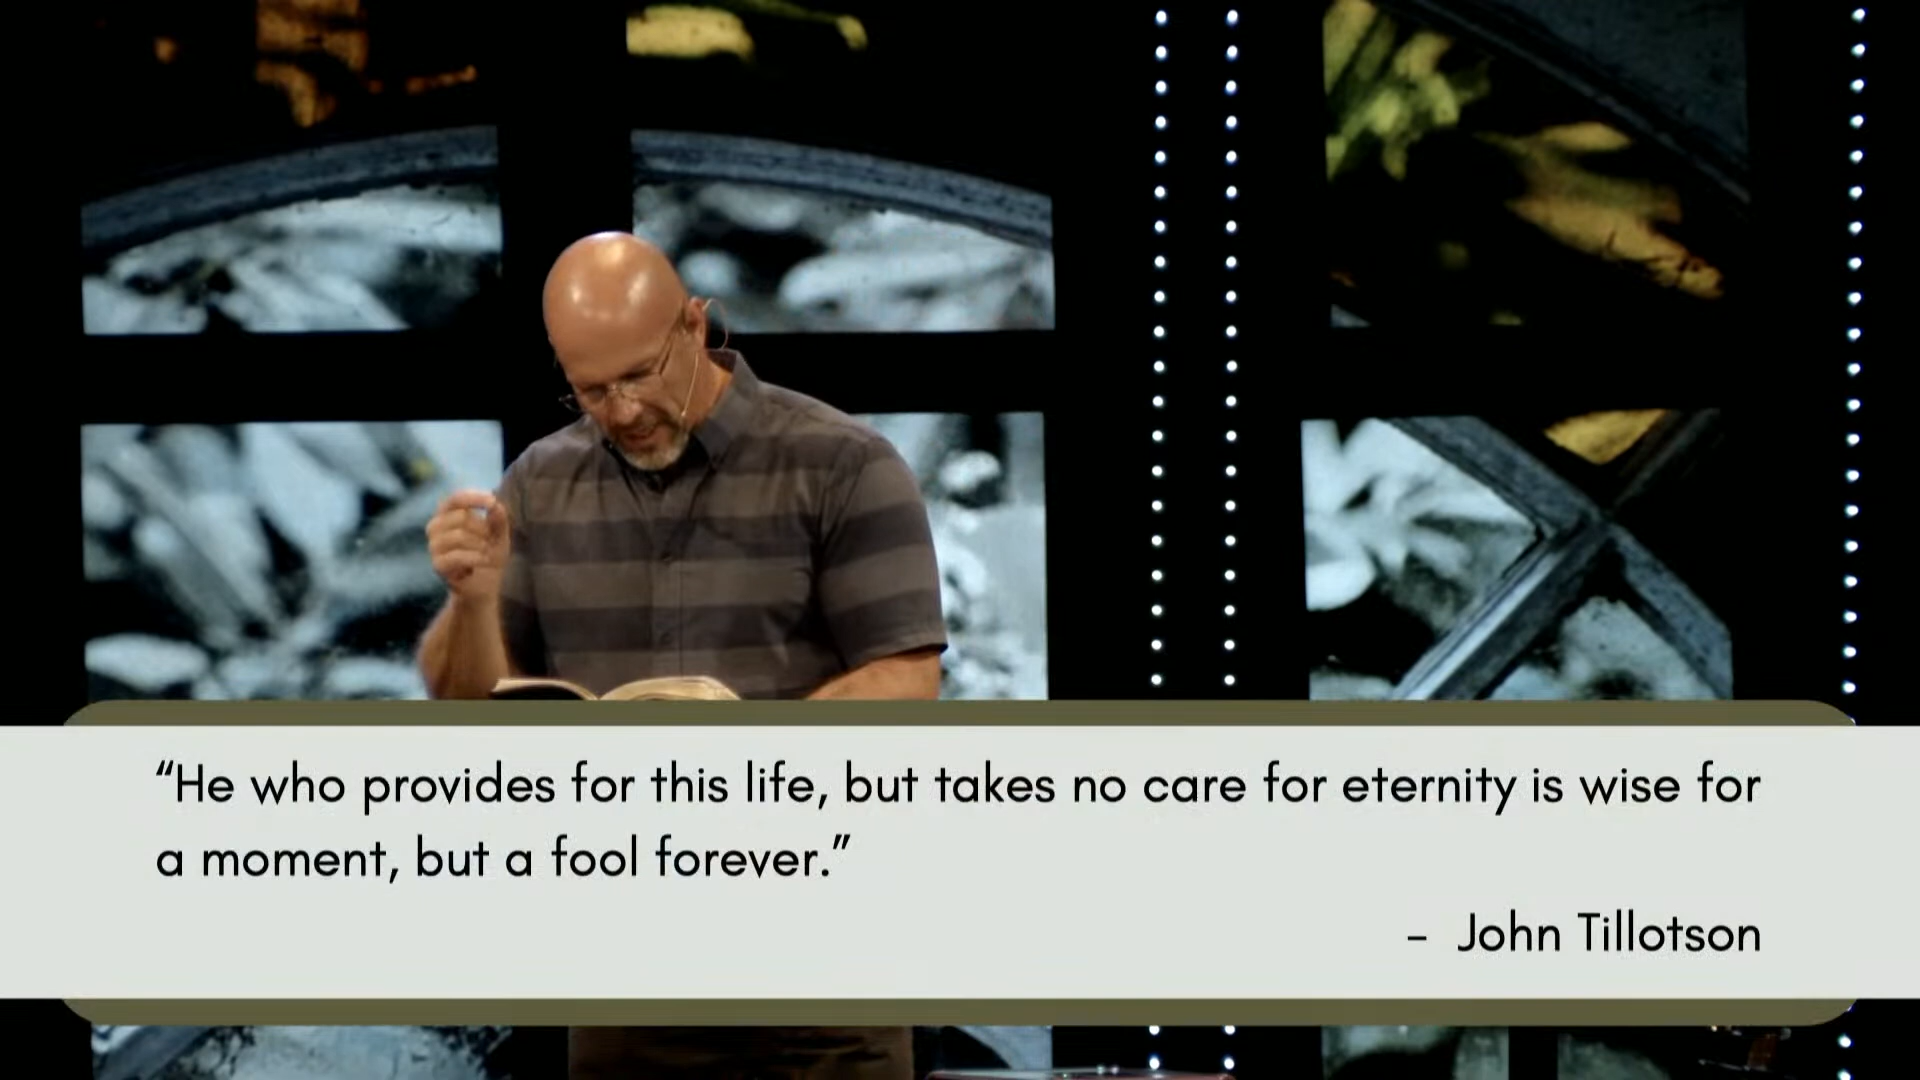 “He who provides for this life, but takes no care for eternity is wise for
a moment, but a fool forever.”
- John Tillotson